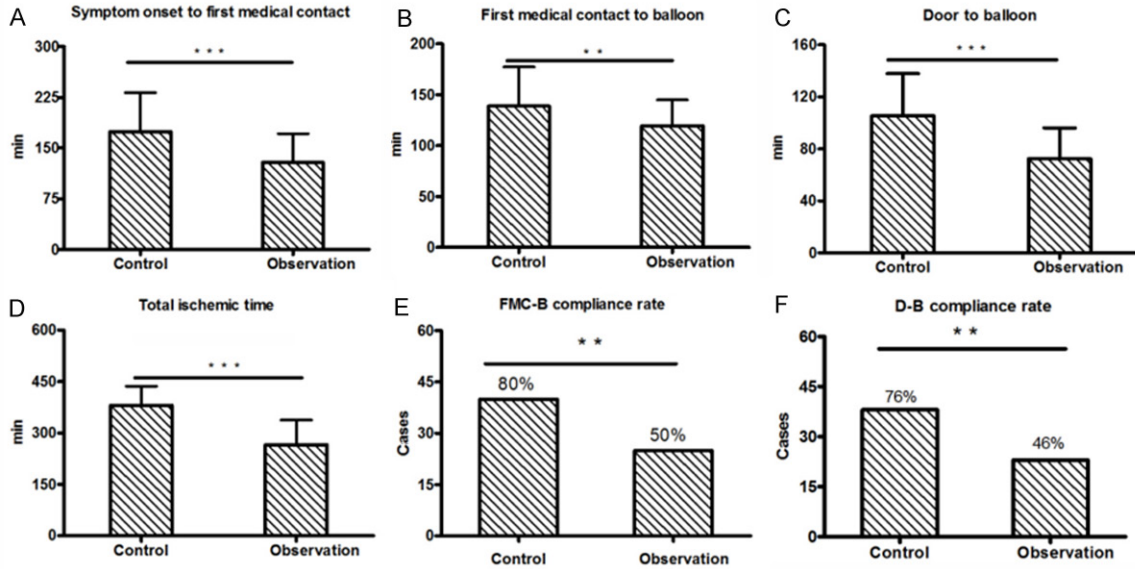 A
Symptom onset to first medical contact
300
225
150
75
0
min
* * *
Control
Observation
B
First medical contact to balloon
200
150
100
50
0
min
* *
Control
Observation
C
Door to balloon
160
120
80
40
0
min
* * *
Control
Observation
D
Total ischemic time
600
450
300
150
0
min
* * *
Control
Observation
E
FMC-B compliance rate
60
45
30
15
0
Cases
* *
80%
50%
Control
Observation
F
D-B compliance rate
60
45
30
15
0
Cases
* *
76%
46%
Control
Observation